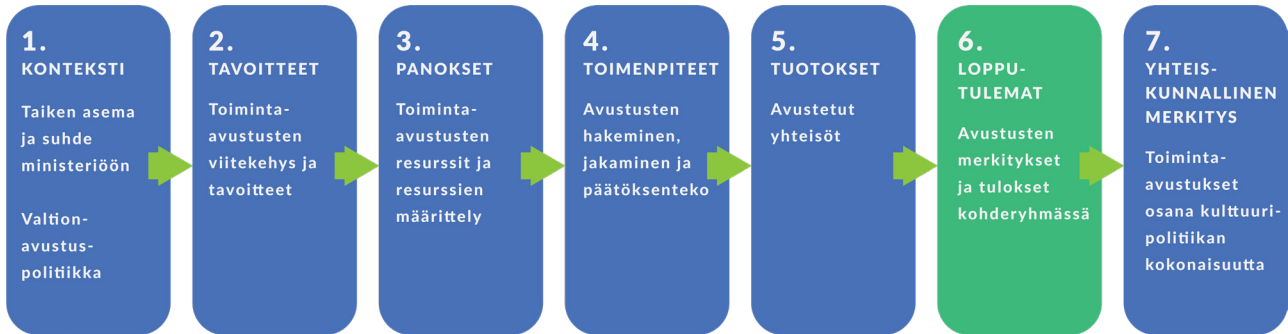 1.
KONTEKSTI
Taiken asema
ja suhde
ministeriöön
Valtion-
avustus-
politiikka
2.
TAVOITTEET
Toiminta-
avustusten
viitekehys ja
tavoitteet
3.
PANOKSET
Toiminta-
avustusten
resurssit ja
resurssien
määrittely
4.
TOIMENPITEET
Avustusten
hakeminen,
jakaminen ja
päätöksenteko
5.
TUOTOKSET
Avustetut
yhteisöt
6.
LOPPU-
TULEMAT
Avustusten
merkitykset
ja tulokset
kohderyhmässä
7.
YHTEIS-
KUNNALLINEN
MERKITYS
Toiminta-
avustukset
osana kulttuuri-
politiikan
kokonaisuutta